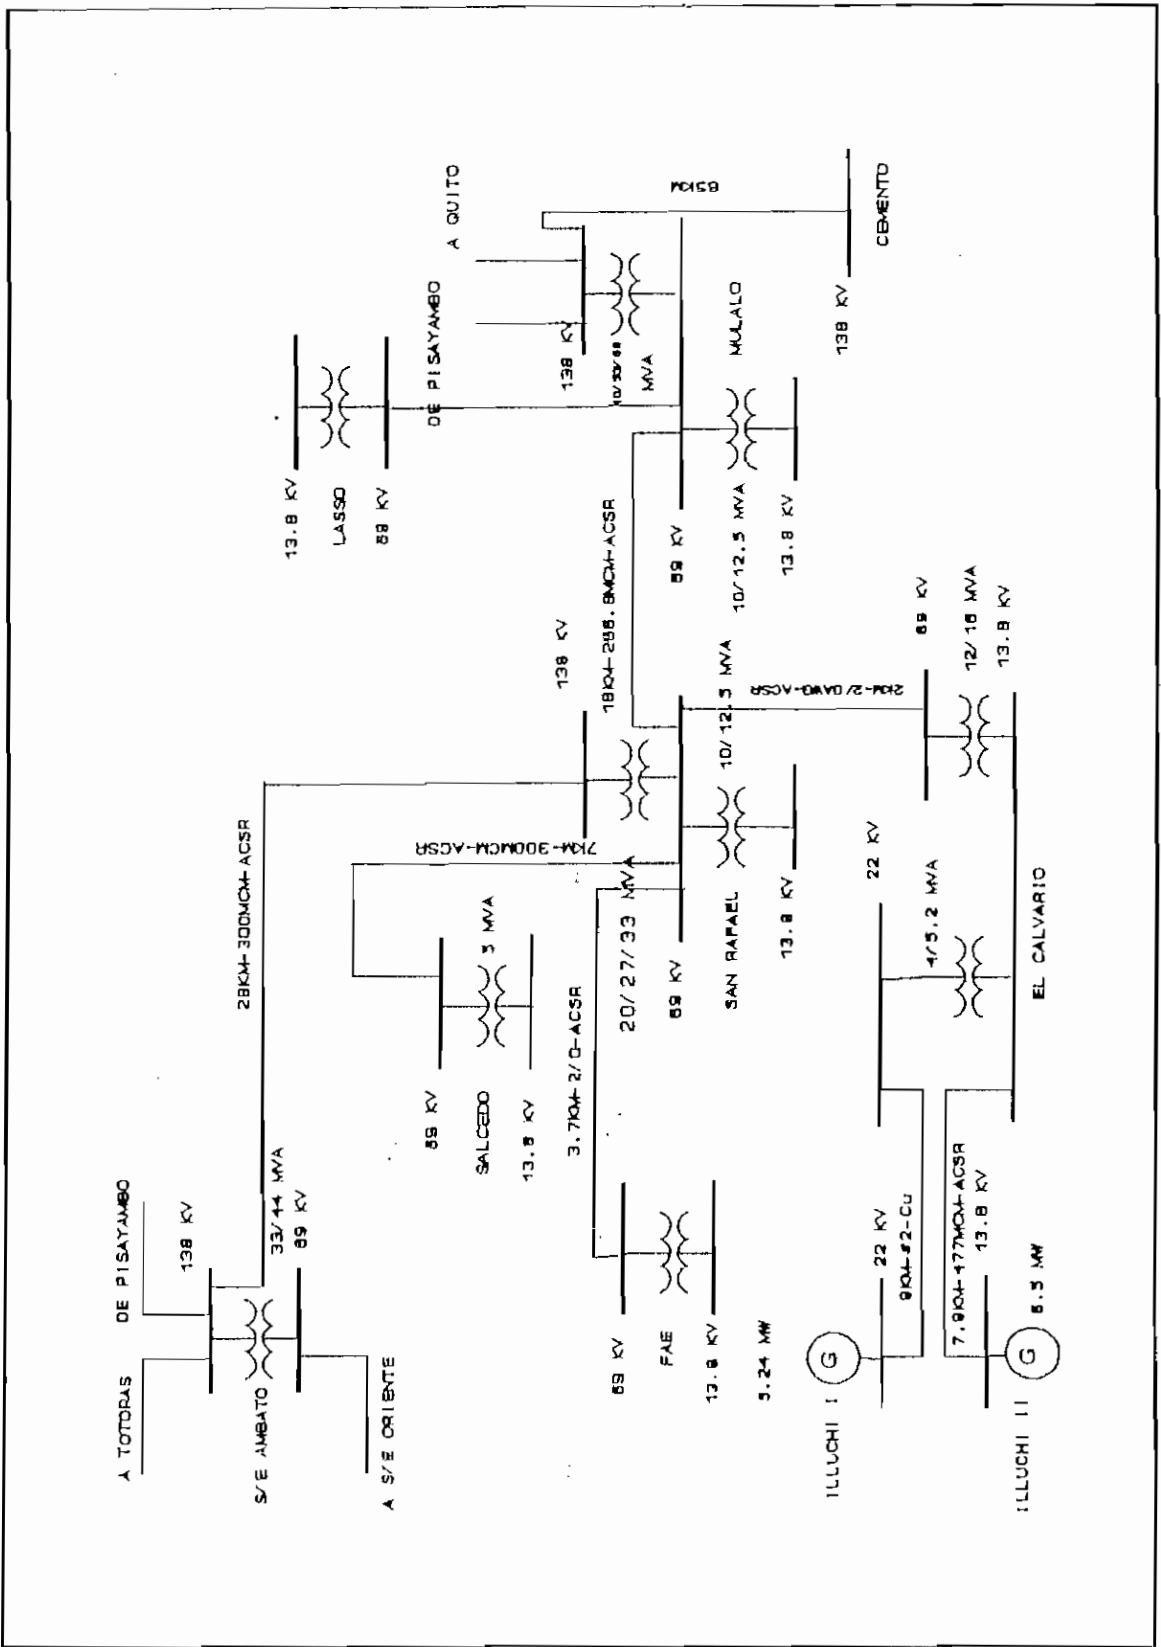 A TOTORAS
DE PISAYAMBO
138 KV
33/44 MVA
S/E AMBATO
69 KV
A S/E ORIENTE
28KM-300MCM-ACSR
69 KV
SALCEDO
5 MVA
13.8 KV
7KM-300MCM-ACSR
3.7KM-2/0-ACSR
69 KV
FAE
13.8 KV
138 KV
20/27/33 MVA
69 KV
SAN RAFAEL
10/12.5 MVA
13.8 KV
18KM-266.8MCM-ACSR
13.8 KV
LASSO
69 KV
DE PISAYAMBO
A QUITO
138 KV
MVA
69 KV
10/12.5 MVA
MULALO
13.8 KV
65KM
138 KV
CEMENTO
2KM-2/0AWG-ACSR
69 KV
12/16 MVA
13.8 KV
22 KV
4/5.2 MVA
EL CALVARIO
5.24 MW
ILLUCHI I
G
22 KV
9KM-#2-Cu
7.9KM-477MCM-ACSR
13.8 KV
ILLUCHI II
G